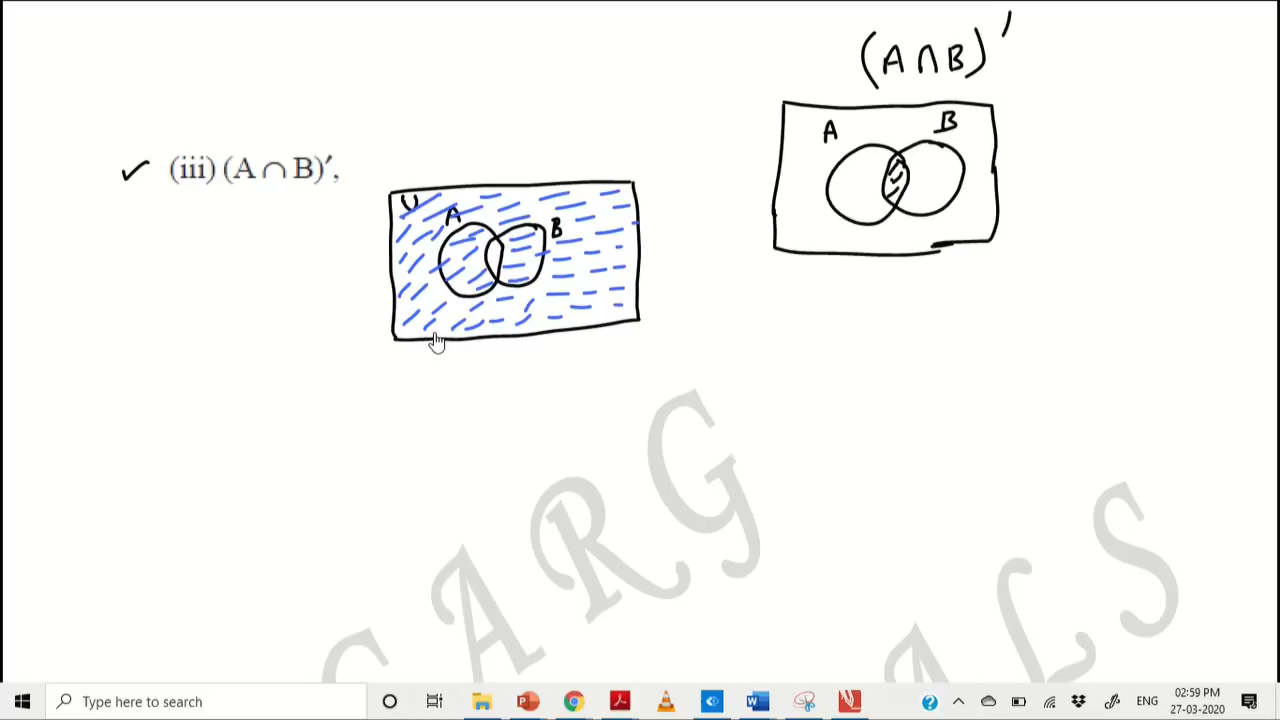 (A ∩ B)'
A B
(iii) (A ∩ B)′,
U
A
B
GARG
ALS
Type here to search
ENG
02:59 PM
27-03-2020